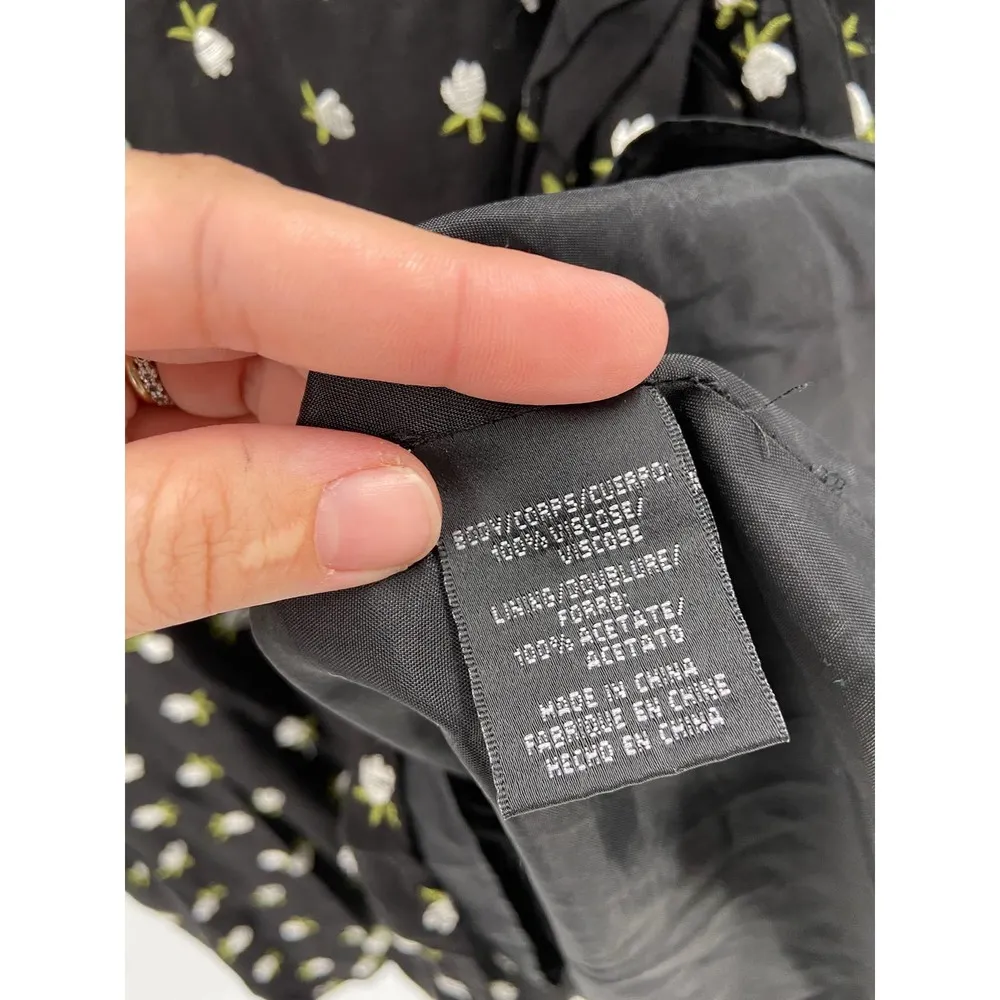 BODY/CORPS/CUERPO:
100% VISCOSE/
VISCOSE
LINING/DOUBLURE/
FORRO:
100% ACETATE/
ACETATO
MADE IN CHINA
FABRIQUE EN CHINE
HECHO EN CHINA